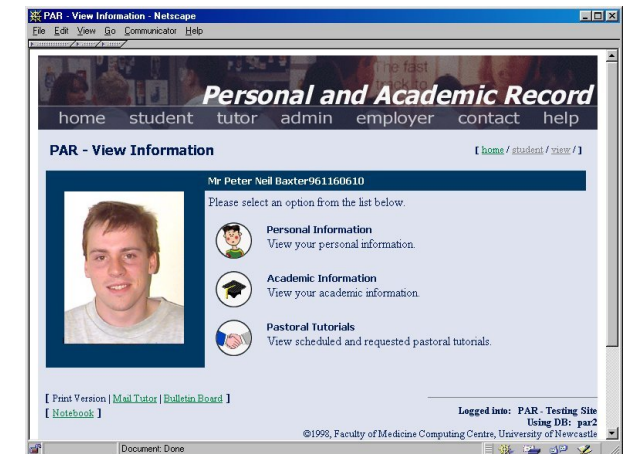 PAR - View Information - Netscape
File Edit View Go Communicator Help
The fast
track to
Personal and Academic Record
home student tutor admin employer contact help
PAR - View Information
[ home / student / view / ]
Mr Peter Neil Baxter961160610
Please select an option from the list below.
Personal Information
View your personal information.
Academic Information
View your academic information.
Pastoral Tutorials
View scheduled and requested pastoral tutorials.
[ Print Version | Mail Tutor | Bulletin Board ]
[ Notebook ]
Logged into: PAR - Testing Site
Using DB: par2
©1998, Faculty of Medicine Computing Centre, University of Newcastle
Document: Done